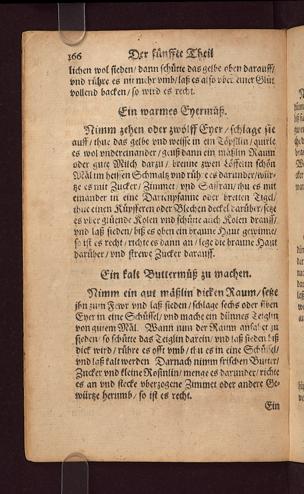 366 Der fünffte Theil
lichen wol sieden / dann schütte das gelbe oben darauff /
vnd rühre es nit mehr vmb / laß es also vber einer Glut
vollend backen / so wird es recht.
Ein warmes Eyermüß.
Nimm zehen oder zwölff Eyer / schlage sie
auff / thue das gelbe vnd weisse in ein Töpflin / quirle
es wol vntereinander / geuß dann ein mäßlin Raum
oder gute Milch darzu / brenne zwen Löffeln schön
Mäl im heissen Schmaltz vnd rühr es darunder / wür-
tze es mit Zucker / Zimmet / vnd Saffran / thu es mit
einander in eine Dartenpfanne oder breiten Tigel /
thue einen Küpffern oder Blechen deckel darüber / setze
es vber glüende Kolen vnd schütte auch Kolen drauff /
vnd laß sieden / biß es oben ein braune Haut gewinne /
so ist es recht / richte es dann an / lege die braune Haut
darüber / vnd strewe Zucker darauff.
Ein kalt Buttermüß zu machen.
Nimm ein gut mäßlin dicken Raum / setze
jhn zum Fewr vnd laß sieden / schlage sechs oder siben
Eyer in eine Schüssel / vnd mache ein dünnes Teiglin
von gutem Mäl. Wann nun der Raum anfahet zu
sieden / so schütte das Teiglin darein / vnd laß sieden biß
dick wird / rühre es offt vmb / thu es in eine Schüssel /
vnd laß kalt werden Darnach nimm frischen Butter /
Zucker vnd kleine Rosinlin / menge es darunder / richte
es an vnd stecke vberzogene Zimmet oder andere Ge-
würtze herumb / so ist es recht.
Ein